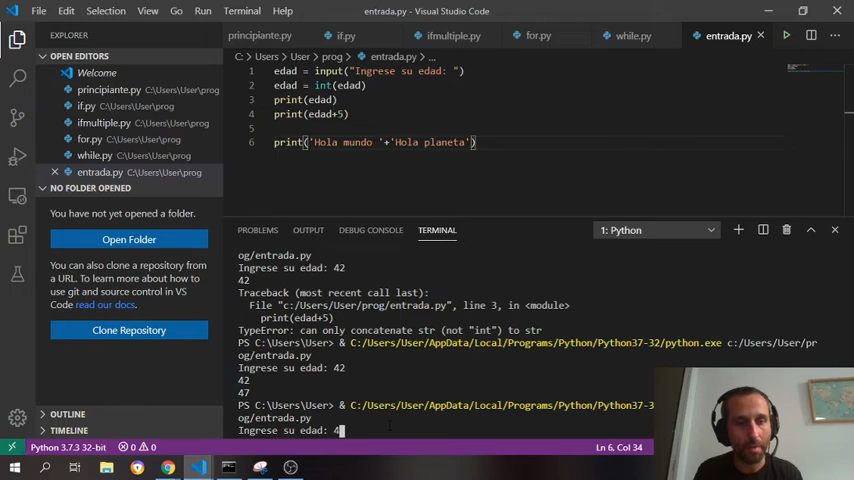 File Edit Selection View Go Run Terminal Help entrada.py - Visual Studio Code
EXPLORER
OPEN EDITORS
Welcome
principiante.py C:\Users\User\prog
if.py C:\Users\User\prog
ifmultiple.py C:\Users\User\prog
for.py C:\Users\User\prog
while.py C:\Users\User\prog
entrada.py C:\Users\User\prog
NO FOLDER OPENED
You have not yet opened a folder.
Open Folder
You can also clone a repository from
a URL. To learn more about how to
use git and source control in VS
Code read our docs.
Clone Repository
OUTLINE
TIMELINE
principiante.py if.py ifmultiple.py for.py while.py entrada.py
C: > Users > User > prog > entrada.py > ...
1 edad = input("Ingrese su edad: ")
2 edad = int(edad)
3 print(edad)
4 print(edad+5)
5
6 print('Hola mundo '+'Hola planeta')
PROBLEMS OUTPUT DEBUG CONSOLE TERMINAL 1: Python
og/entrada.py
Ingrese su edad: 42
42
Traceback (most recent call last):
File "c:/Users/User/prog/entrada.py", line 3, in <module>
print(edad+5)
TypeError: can only concatenate str (not "int") to str
PS C:\Users\User> & C:/Users/User/AppData/Local/Programs/Python/Python37-32/python.exe c:/Users/User/pr
og/entrada.py
Ingrese su edad: 42
42
47
PS C:\Users\User> & C:/Users/User/AppData/Local/Programs/Python/Python37-3
og/entrada.py
Ingrese su edad: 4
Python 3.7.3 32-bit 0 0 Ln 6, Col 34